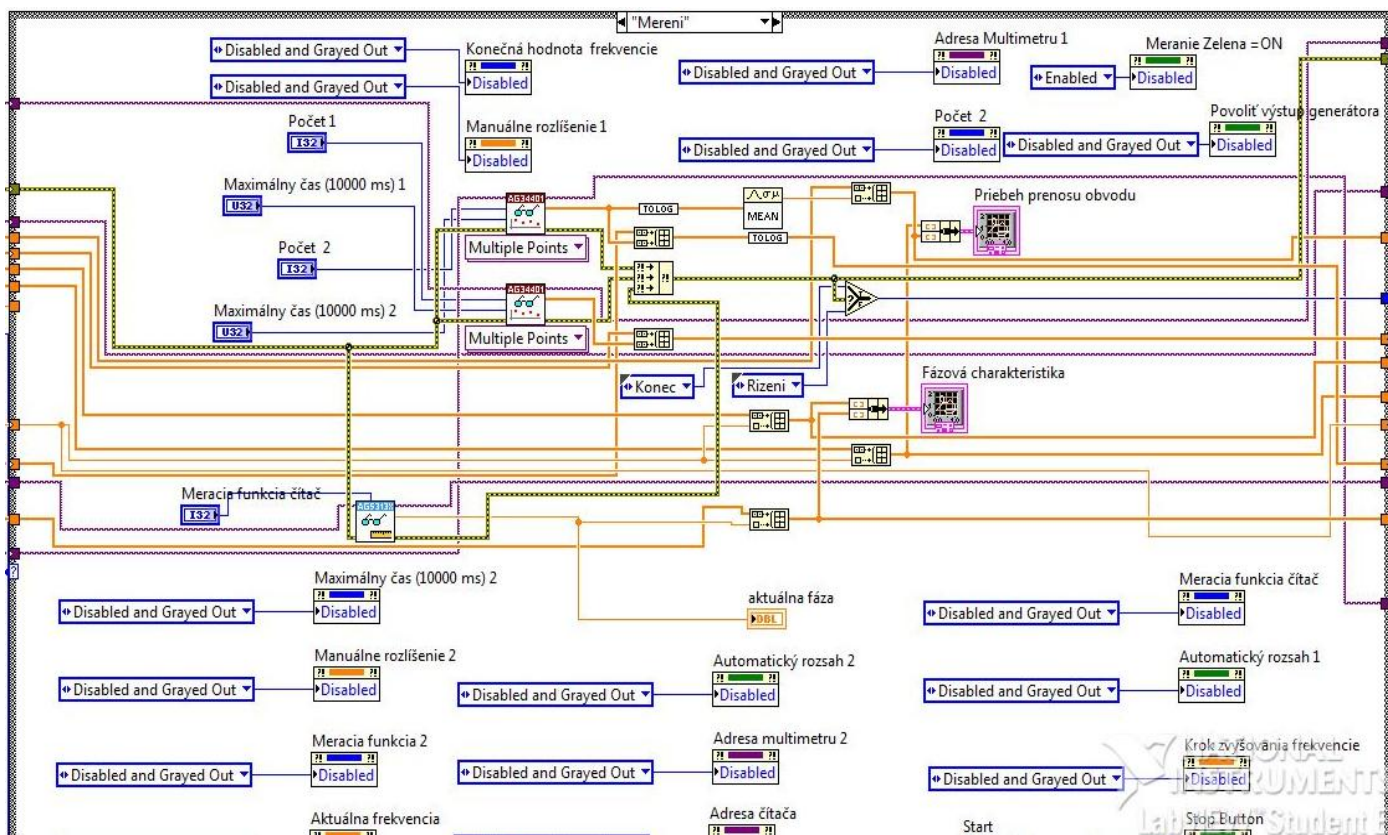 "Mereni"
Disabled and Grayed Out
Konečná hodnota frekvencie
Disabled
Disabled and Grayed Out
Manuálne rozlíšenie 1
Disabled
Adresa Multimetru 1
Disabled and Grayed Out
Disabled
Meranie Zelena =ON
Enabled
Disabled
Počet 2
Disabled and Grayed Out
Disabled
Povoliť výstup generátora
Disabled and Grayed Out
Disabled
Počet 1
I32
Maximálny čas (10000 ms) 1
U32
Počet 2
I32
Maximálny čas (10000 ms) 2
U32
AG34401
Multiple Points
AG34401
Multiple Points
TOLOG
MEAN
TOLOG
Priebeh prenosu obvodu
Konec
Rizeni
Fázová charakteristika
Meracia funkcia čítač
I32
aktuálna fáza
DBL
Maximálny čas (10000 ms) 2
Disabled and Grayed Out
Disabled
Meracia funkcia čítač
Disabled and Grayed Out
Disabled
Manuálne rozlíšenie 2
Disabled and Grayed Out
Disabled
Automatický rozsah 2
Disabled and Grayed Out
Disabled
Automatický rozsah 1
Disabled and Grayed Out
Disabled
Meracia funkcia 2
Disabled and Grayed Out
Disabled
Adresa multimetru 2
Disabled and Grayed Out
Disabled
Krok zvyšovania frekvencie
Disabled and Grayed Out
Disabled
Aktuálna frekvencia
Adresa čítača
Start
Stop Button
NATIONAL
INSTRUMENTS
LabVIEW™ Student